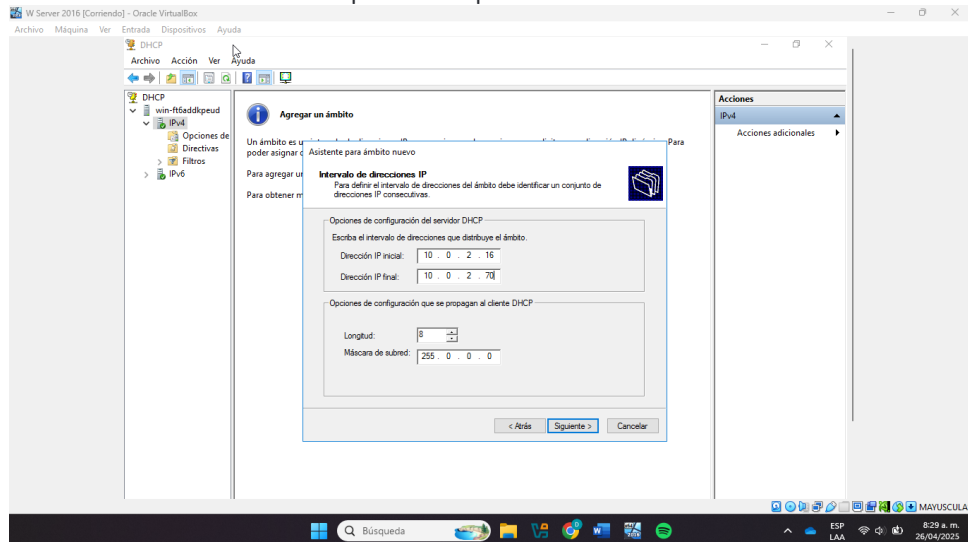 W Server 2016 [Corriendo] - Oracle VirtualBox
Archivo Máquina Ver Entrada Dispositivos Ayuda
DHCP
Archivo Acción Ver Ayuda
DHCP
win-ft6addkpeud
IPv4
Opciones de
Directivas
Filtros
IPv6
Agregar un ámbito
Un ámbito es u
Para
poder asignar
Para agregar un
Para obtener m
Asistente para ámbito nuevo
Intervalo de direcciones IP
Para definir el intervalo de direcciones del ámbito debe identificar un conjunto de
direcciones IP consecutivas.
Opciones de configuración del servidor DHCP
Escriba el intervalo de direcciones que distribuye el ámbito.
Dirección IP inicial: 10 . 0 . 2 . 16
Dirección IP final: 10 . 0 . 2 . 70
Opciones de configuración que se propagan al cliente DHCP
Longitud: 8
Máscara de subred: 255 . 0 . 0 . 0
< Atrás Siguiente > Cancelar
Acciones
IPv4
Acciones adicionales
MAYUSCULA
Búsqueda
ESP
LAA
8:29 a. m.
26/04/2025